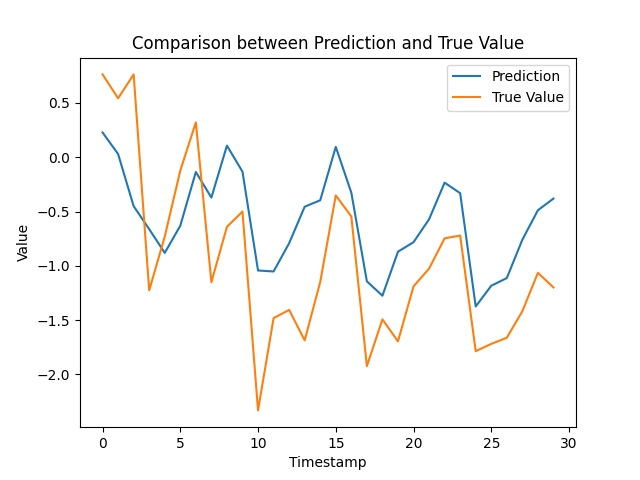 Comparison between Prediction and True Value
Prediction
True Value
0.5
0.0
−0.5
−1.0
−1.5
−2.0
Value
0 5 10 15 20 25 30
Timestamp